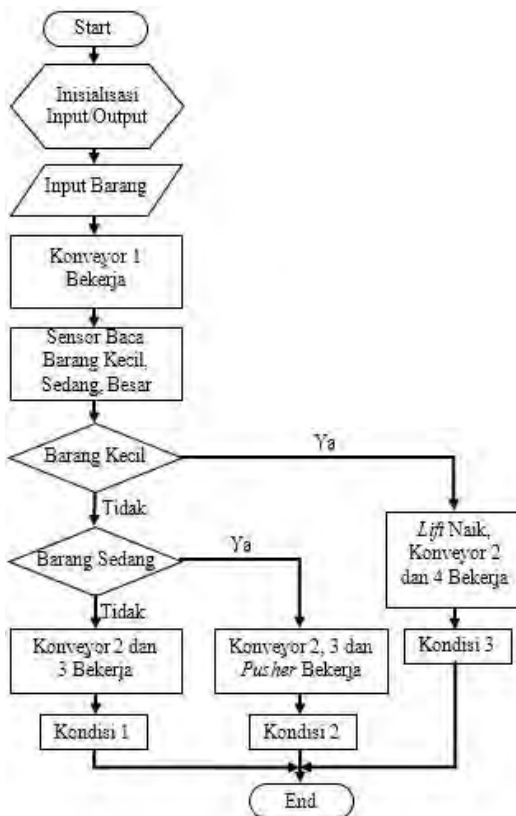 Start
Inisialisasi
Input/Output
Input Barang
Konveyor 1
Bekerja
Sensor Baca
Barang Kecil,
Sedang, Besar
Barang Kecil
Ya
Tidak
Lift Naik,
Konveyor 2
dan 4 Bekerja
Barang Sedang
Ya
Tidak
Konveyor 2 dan
3 Bekerja
Konveyor 2, 3 dan
Pusher Bekerja
Kondisi 3
Kondisi 1
Kondisi 2
End